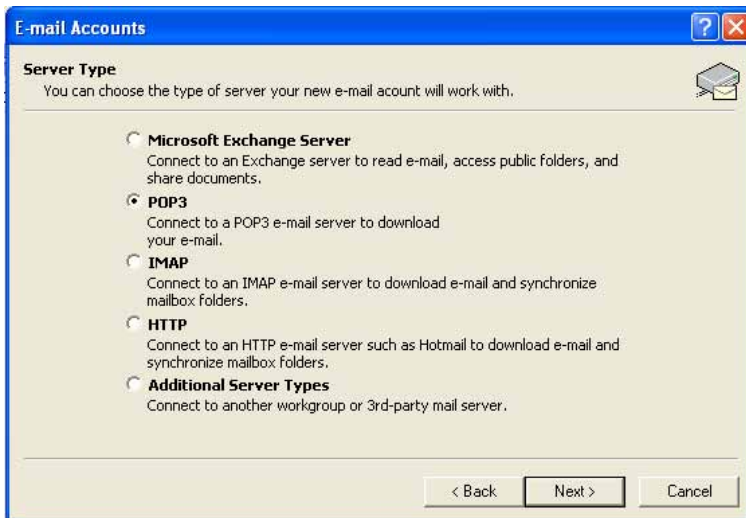 E-mail Accounts
Server Type
You can choose the type of server your new e-mail acount will work with.
Microsoft Exchange Server
Connect to an Exchange server to read e-mail, access public folders, and
share documents.
POP3
Connect to a POP3 e-mail server to download
your e-mail.
IMAP
Connect to an IMAP e-mail server to download e-mail and synchronize
mailbox folders.
HTTP
Connect to an HTTP e-mail server such as Hotmail to download e-mail and
synchronize mailbox folders.
Additional Server Types
Connect to another workgroup or 3rd-party mail server.
< Back Next > Cancel